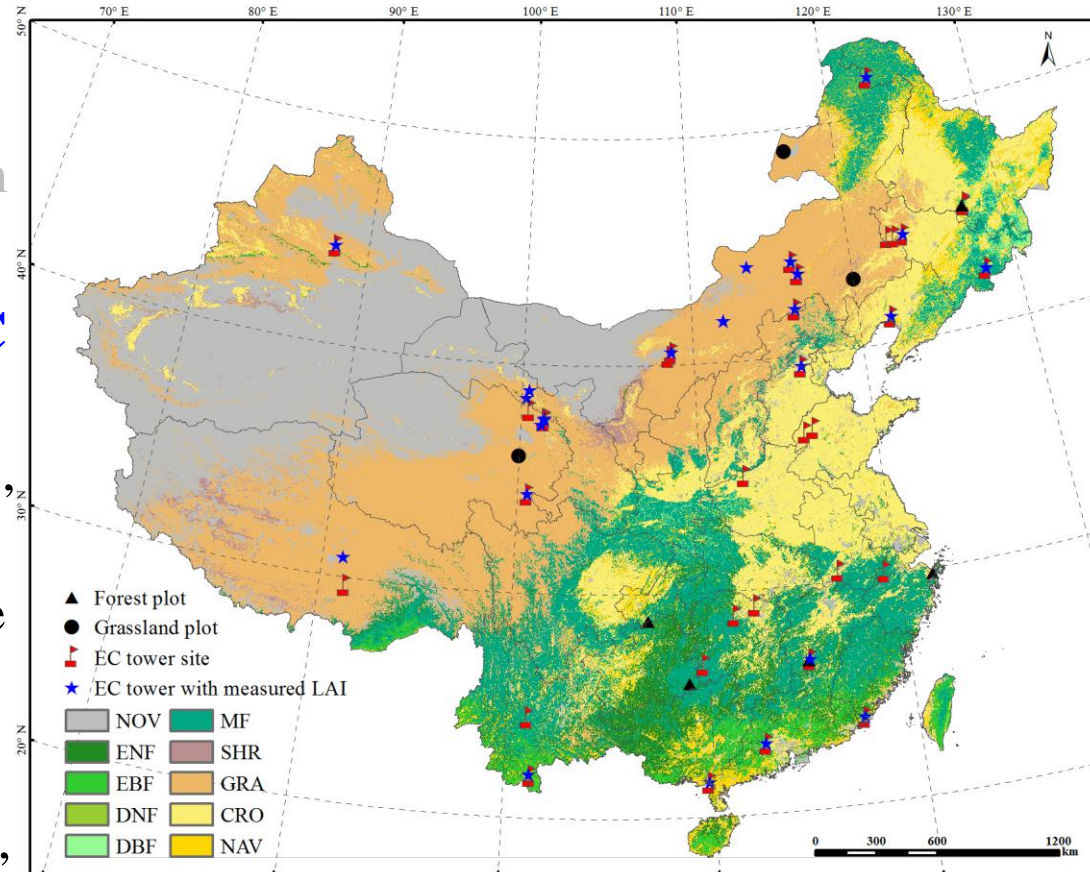 70° E 80° E 90° E 100° E 110° E 120° E 130° E
50° N
N
40° N
30° N
20° N
▲ Forest plot
● Grassland plot
EC tower site
★ EC tower with measured LAI
NOV MF
ENF SHR
EBF GRA
DNF CRO
DBF NAV
0 300 600 1200
km